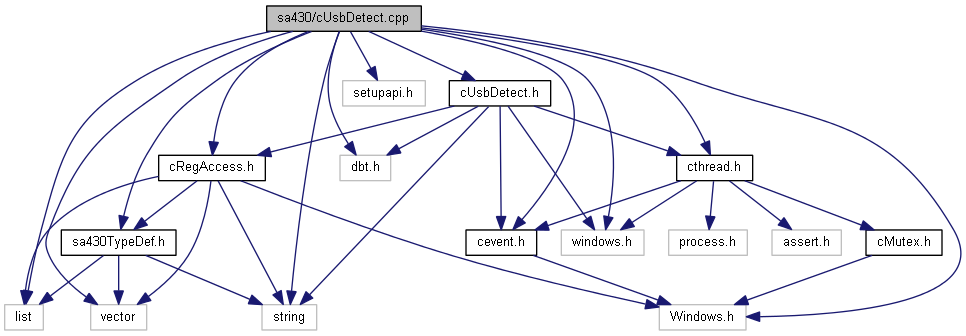 sa430/cUsbDetect.cpp
setupapi.h
cUsbDetect.h
cRegAccess.h
dbt.h
cthread.h
sa430TypeDef.h
cevent.h
windows.h
process.h
assert.h
cMutex.h
list
vector
string
Windows.h